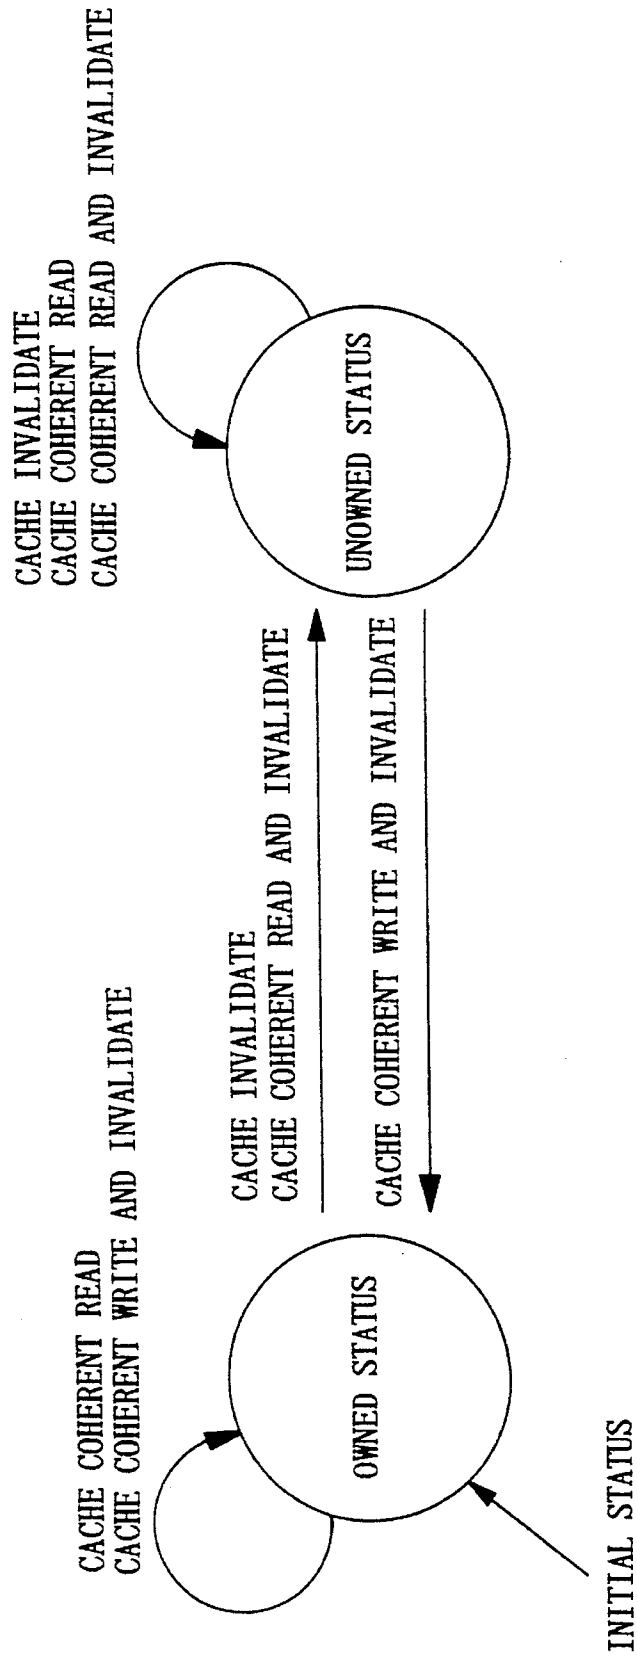 CACHE COHERENT READ
CACHE COHERENT WRITE AND INVALIDATE
CACHE INVALIDATE
CACHE COHERENT READ
CACHE COHERENT READ AND INVALIDATE
CACHE INVALIDATE
CACHE COHERENT READ AND INVALIDATE
OWNED STATUS
UNOWNED STATUS
CACHE COHERENT WRITE AND INVALIDATE
INITIAL STATUS